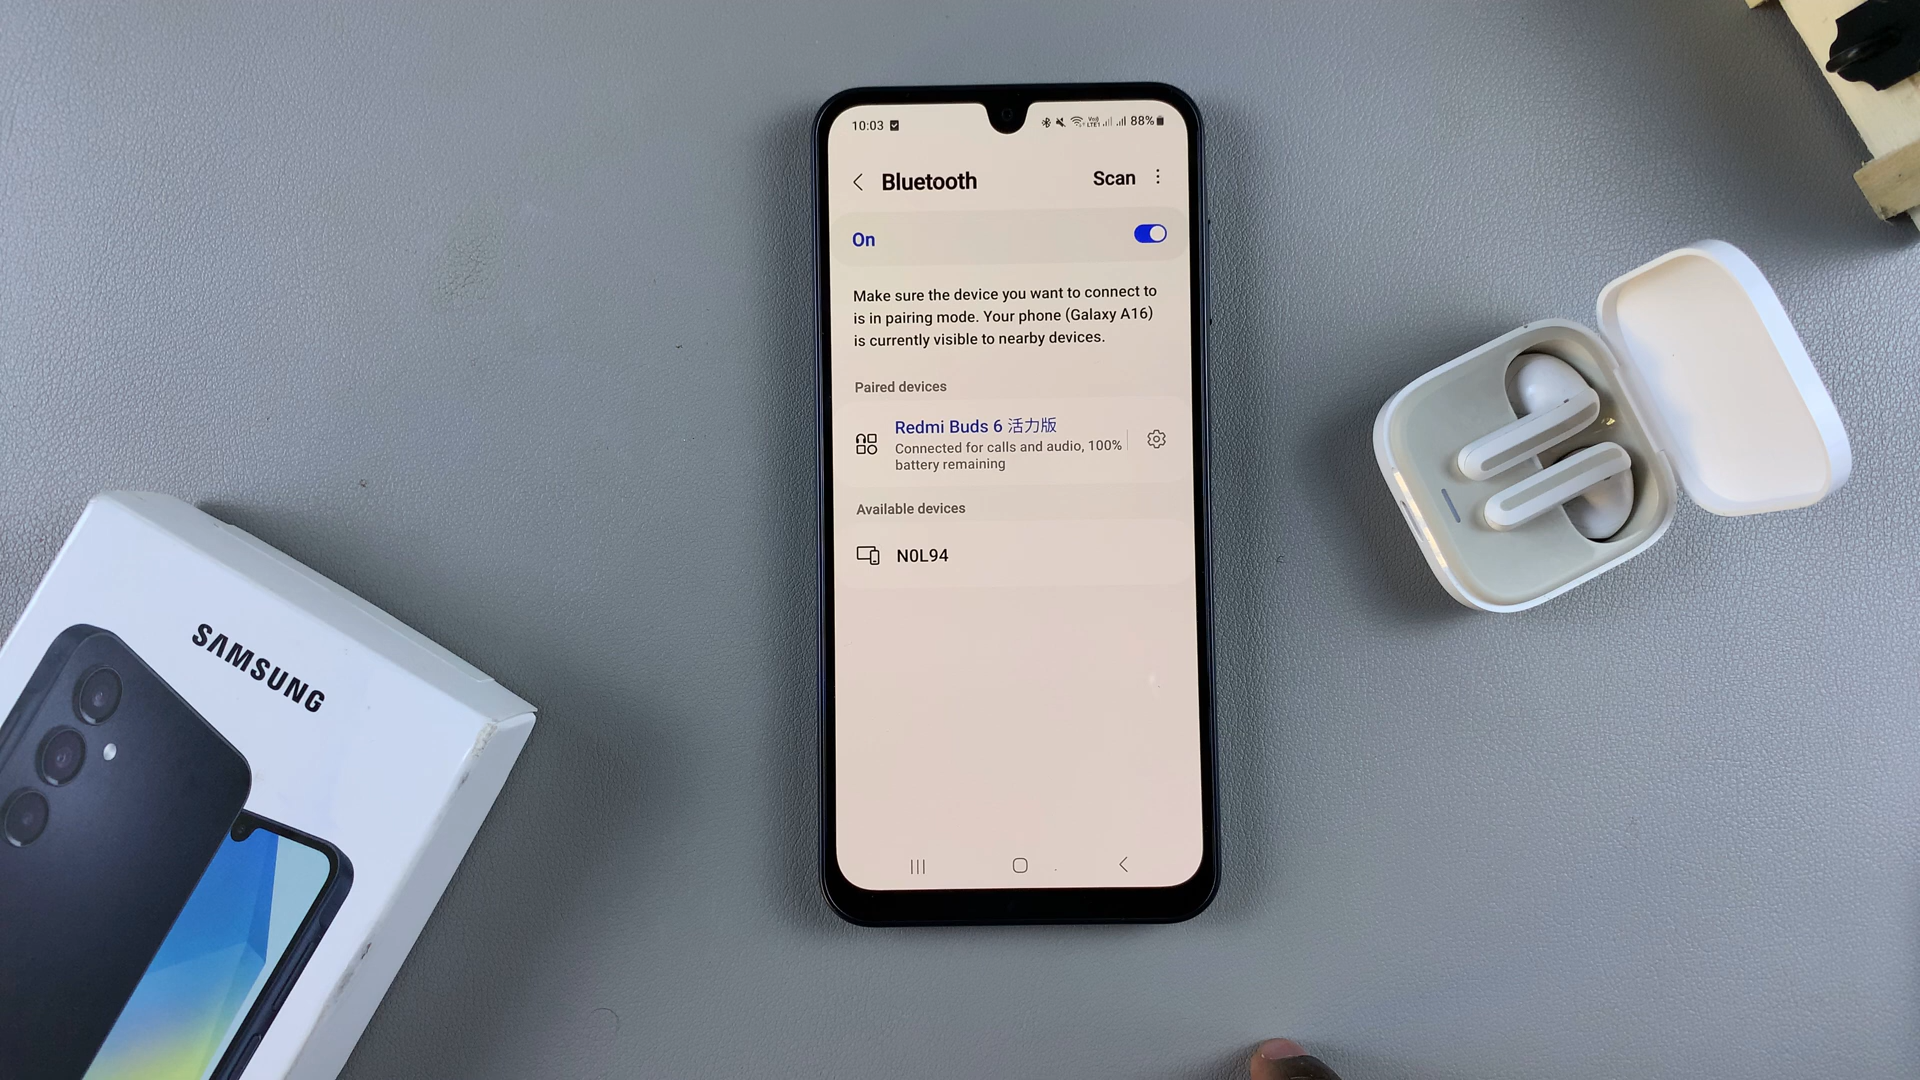 10:03
88%
Bluetooth
Scan
On
Make sure the device you want to connect to
is in pairing mode. Your phone (Galaxy A16)
is currently visible to nearby devices.
Paired devices
Redmi Buds 6 活力版
Connected for calls and audio, 100%
battery remaining
Available devices
N0L94
SAMSUNG